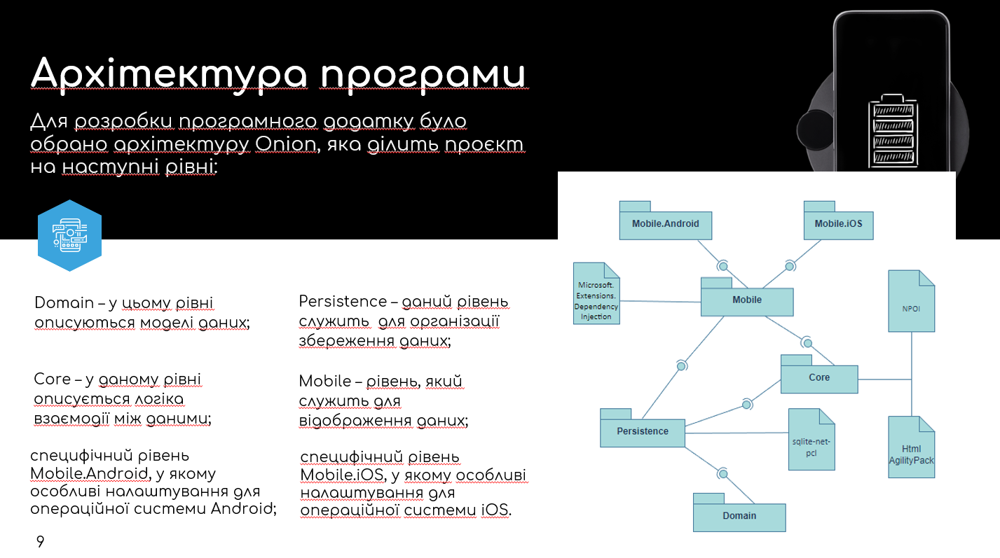 Архітектура програми
Для розробки програмного додатку було
обрано архітектуру Onion, яка ділить проєкт
на наступні рівні:
Domain – у цьому рівні
описуються моделі даних;
Persistence – даний рівень
служить  для організації
збереження даних;
Core – у даному рівні
описується логіка
взаємодії між даними;
Mobile – рівень, який
служить для
відображення даних;
специфічний рівень
Mobile.Android, у якому
особливі налаштування для
операційної системи Android;
специфічний рівень
Mobile.iOS, у якому особливі
налаштування для
операційної системи iOS.
9
Mobile.Android
Mobile.iOS
Microsoft.
Extensions.
Dependency
Injection
Mobile
NPOI
Core
Persistence
sqlite-net-
pcl
Html
AgilityPack
Domain